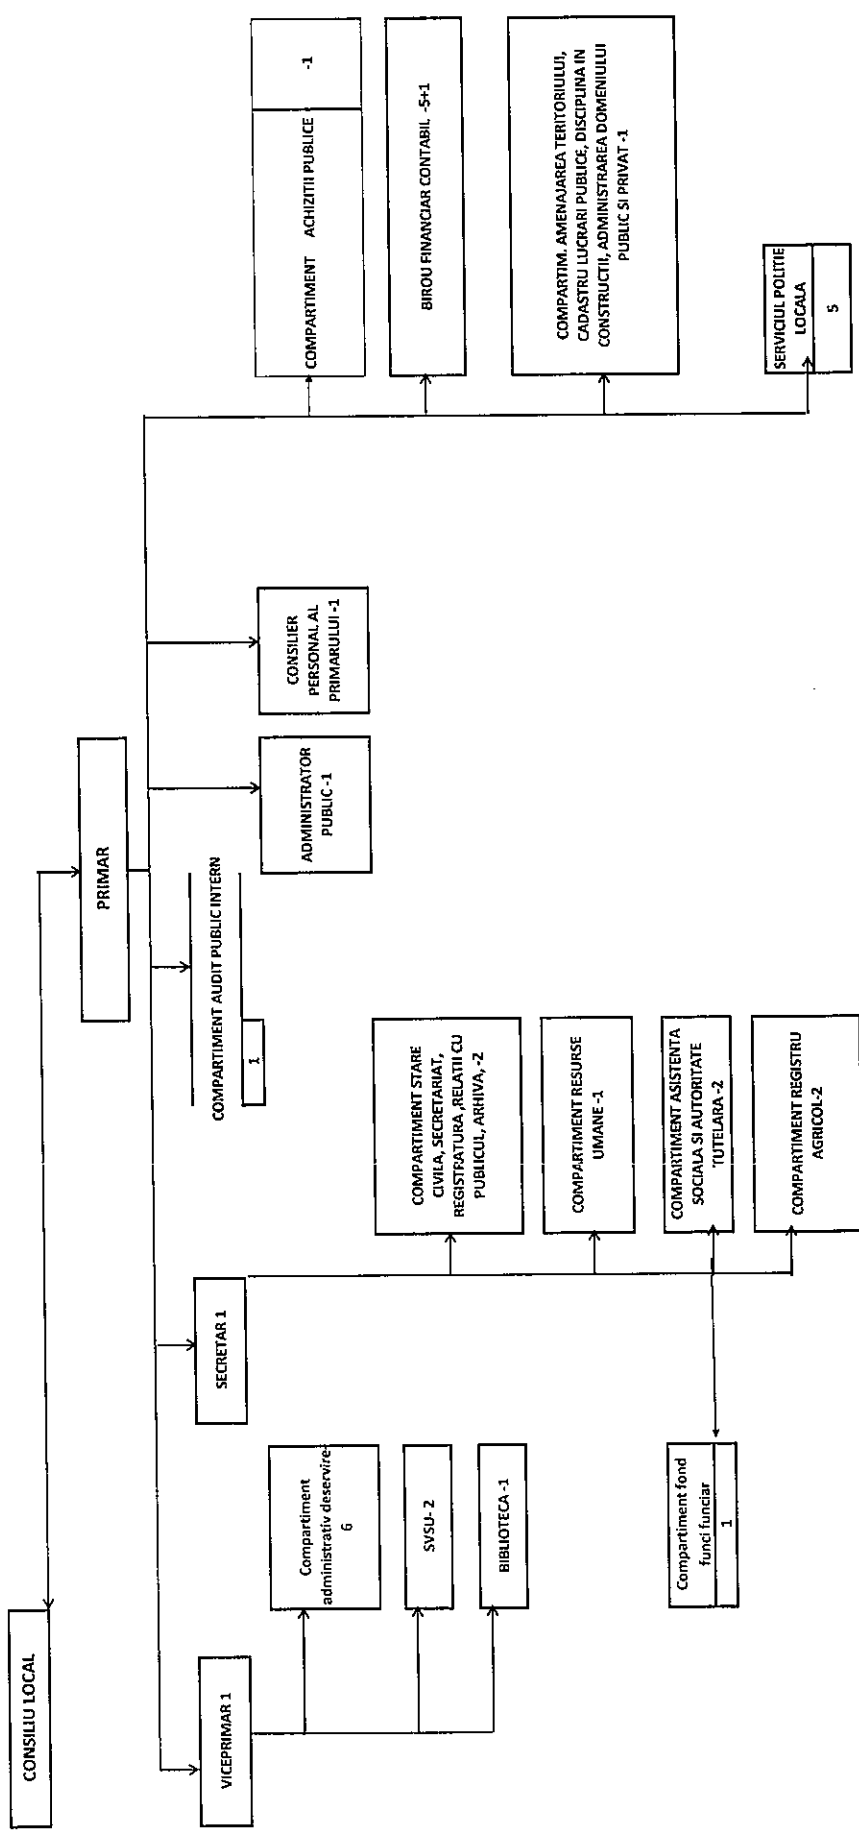 CONSILIU LOCAL
PRIMAR
VICEPRIMAR 1
SECRETAR 1
COMPARTIMENT AUDIT PUBLIC INTERN
1
ADMINISTRATOR
PUBLIC -1
CONSILIER
PERSONAL AL
PRIMARULUI -1
COMPARTIMENT ACHIZITII PUBLICE
-1
BIROU FINANCIAR CONTABIL -5+1
COMPARTIM. AMENAJAREA TERITORIULUI,
CADASTRU LUCRARI PUBLICE, DISCIPLINA IN
CONSTRUCTII, ADMINISTRAREA DOMENIULUI
PUBLIC SI PRIVAT -1
SERVICIUL POLITIE
LOCALA
5
Compartiment
administrativ deservire-
6
SVSU- 2
BIBLIOTECA -1
COMPARTIMENT STARE
CIVILA, SECRETARIAT,
REGISTRATURA ,RELATII CU
PUBLICUL, ARHIVA, -2
COMPARTIMENT RESURSE
UMANE -1
COMPARTIMENT ASISTENTA
SOCIALA SI AUTORITATE
TUTELARA -2
COMPARTIMENT REGISTRU
AGRICOL-2
Compartiment fond
funci funciar
1